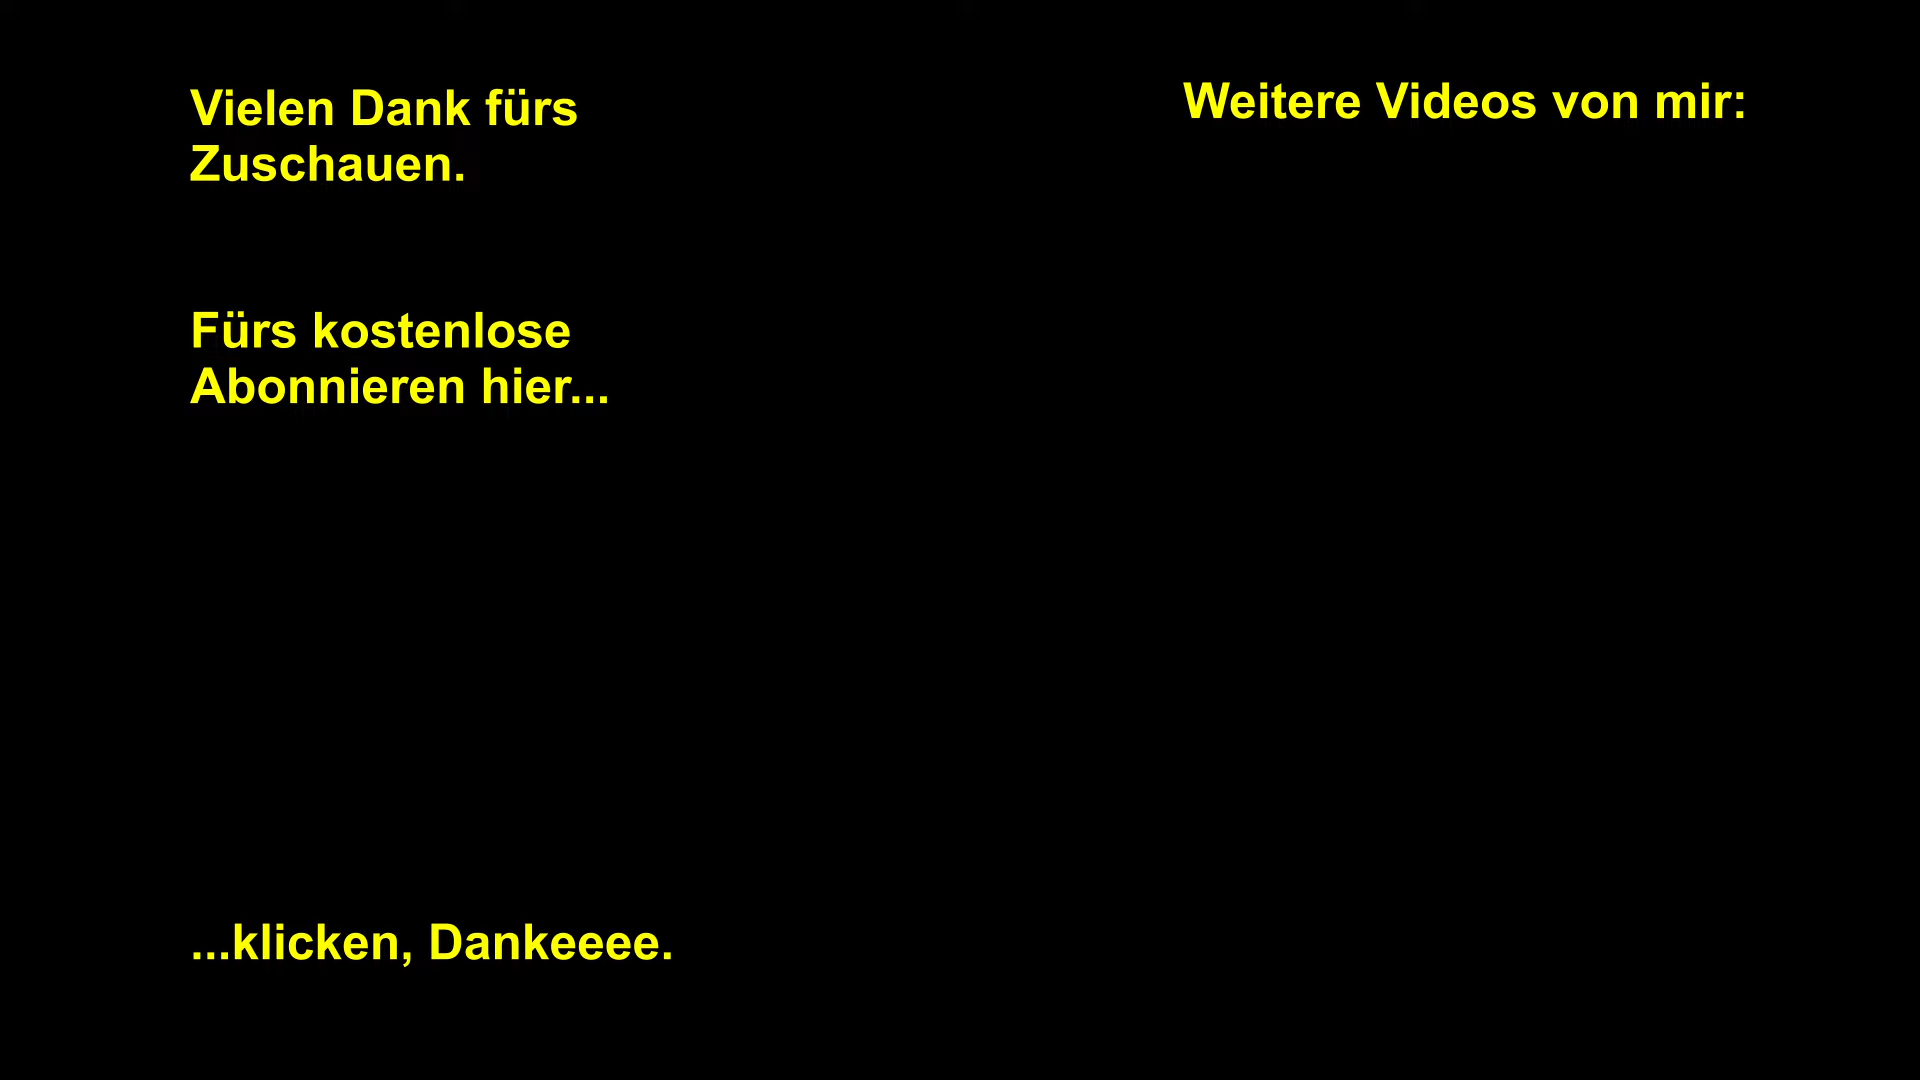 Vielen Dank fürs
Zuschauen.
Fürs kostenlose
Abonnieren hier...
...klicken, Dankeeee.
Weitere Videos von mir: